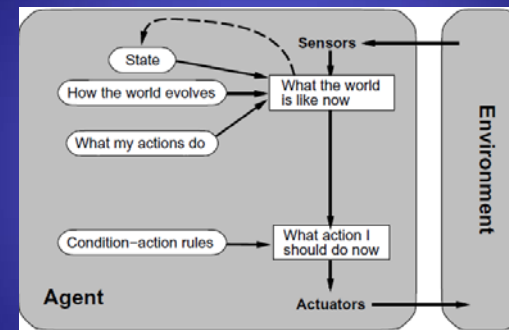 Sensors
State
What the world
is like now
How the world evolves
What my actions do
Environment
Condition−action rules
What action I
should do now
Agent
Actuators